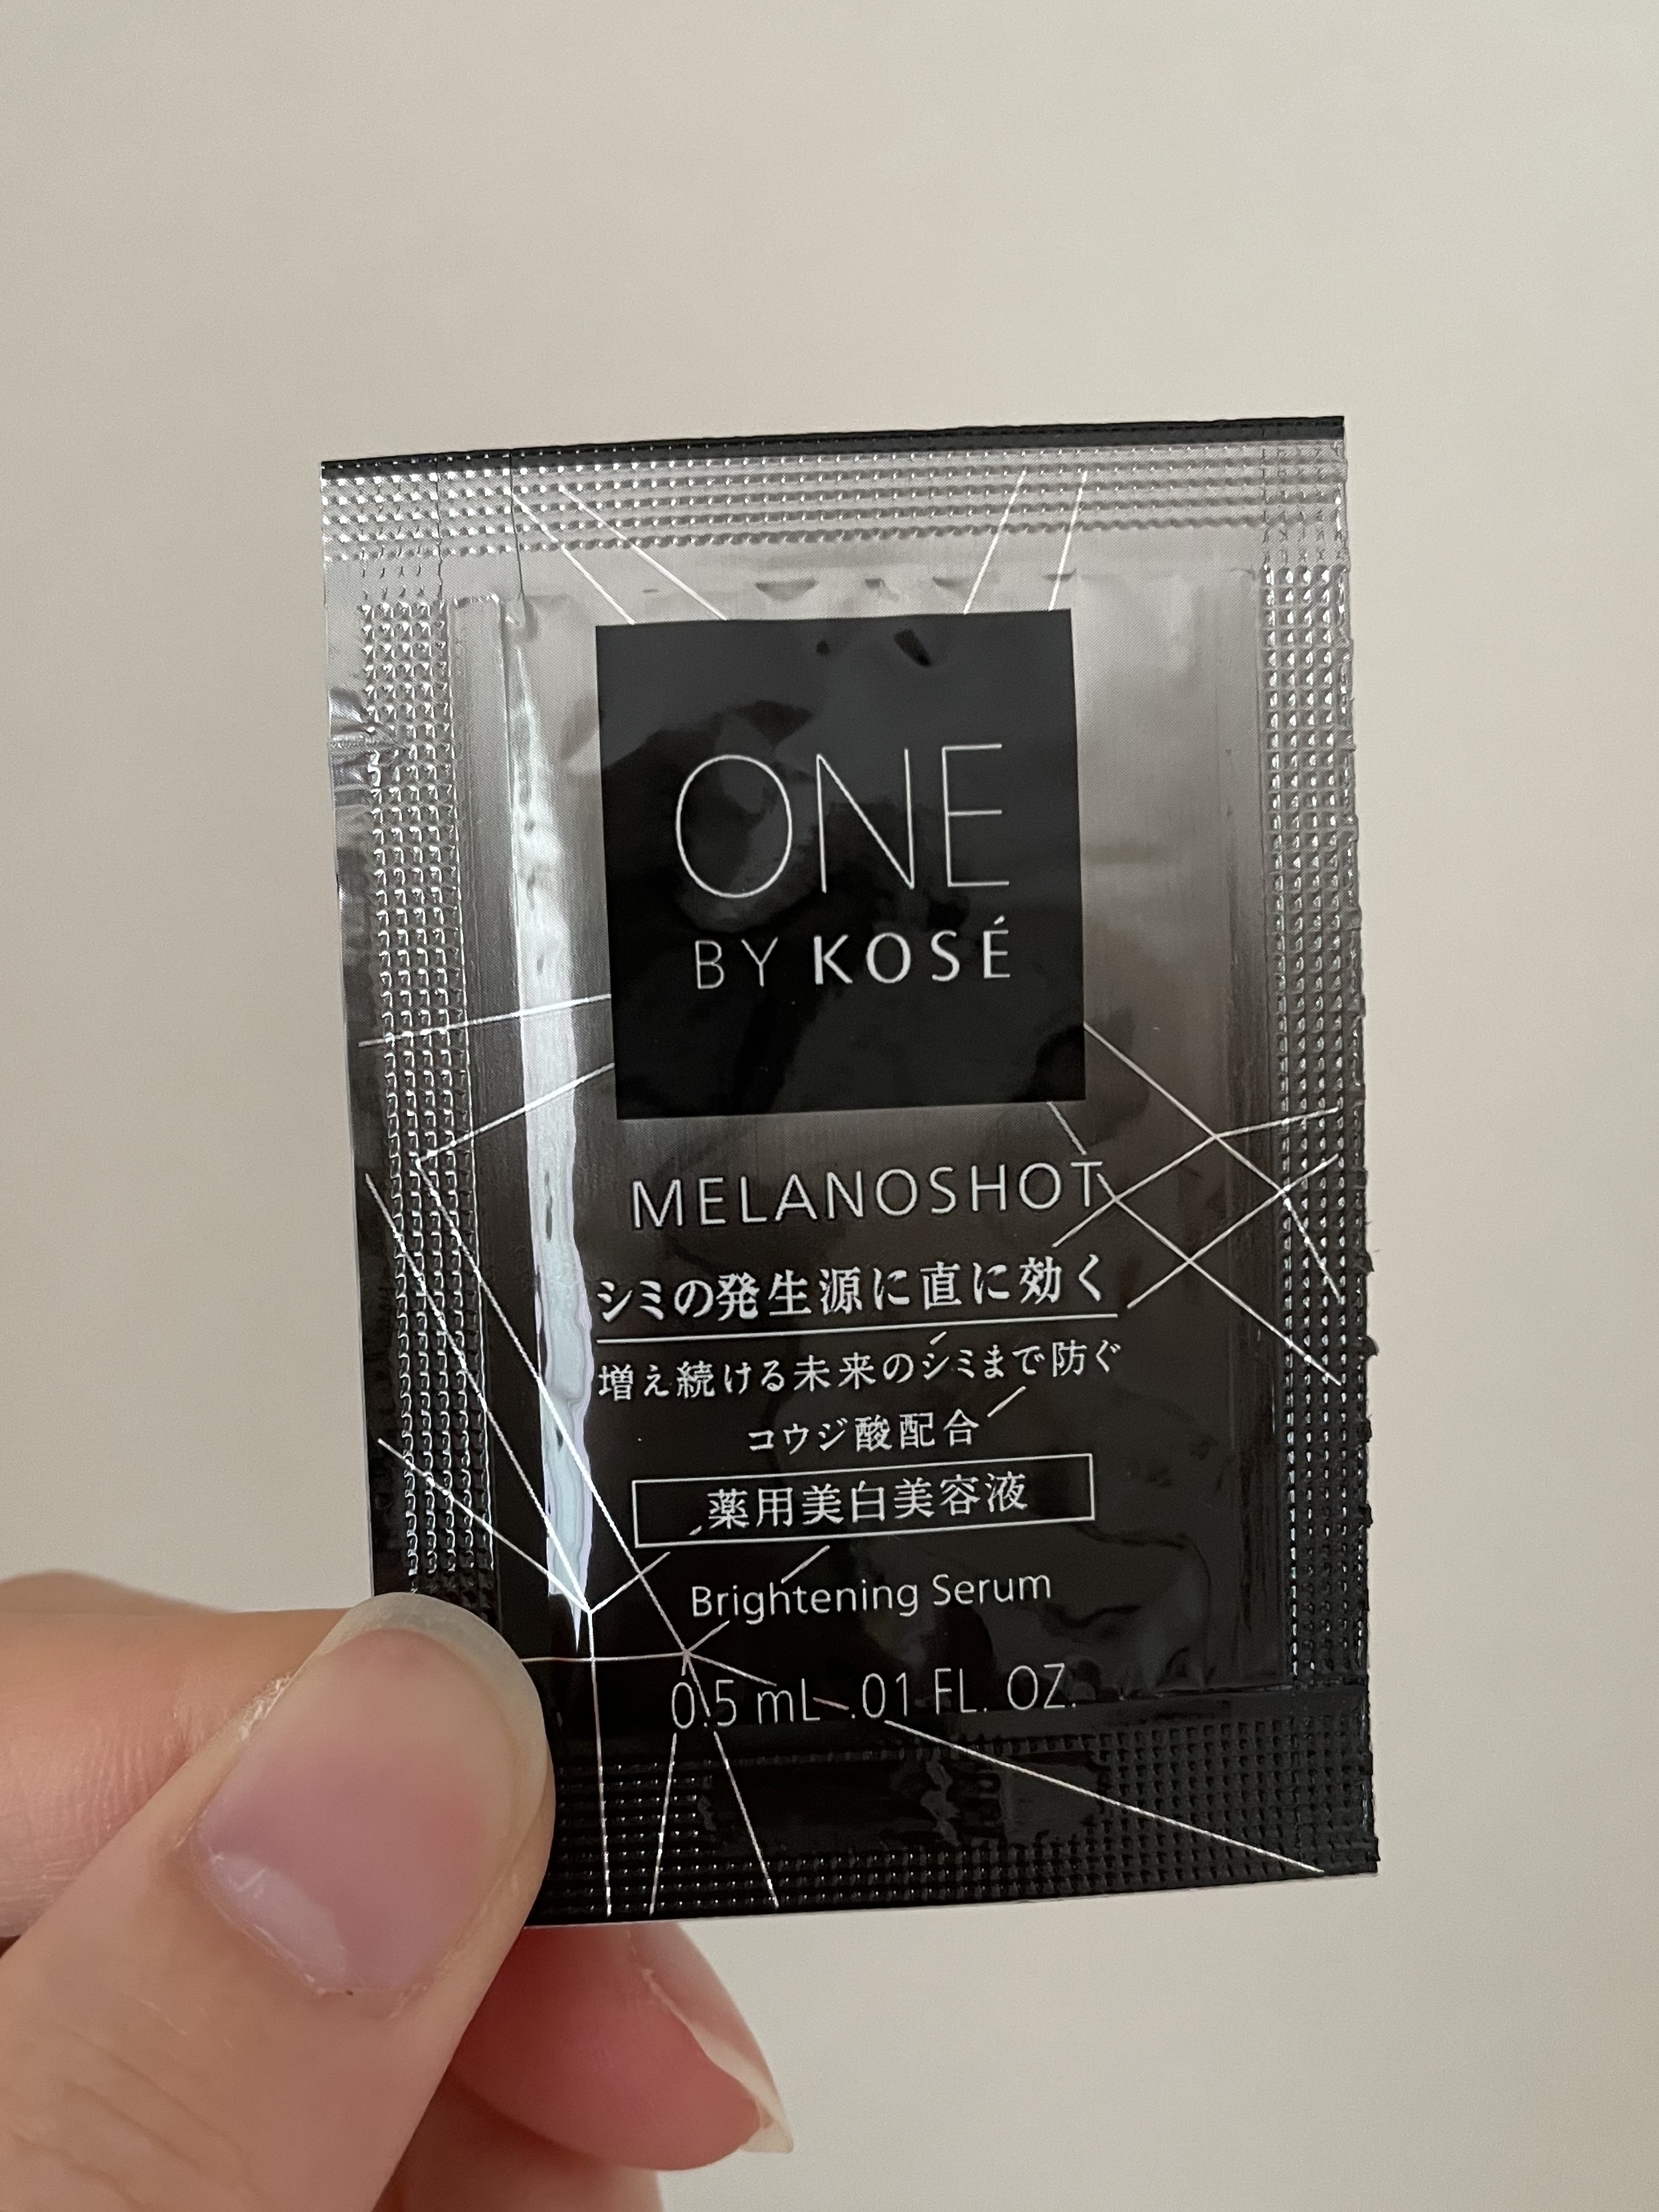 ONE
BY KOSÉ
MELANOSHOT
シミの発生源に直に効く
増え続ける未来のシミまで防ぐ
コウジ酸配合
薬用美白美容液
Brightening Serum
0.5 mL .01 FL. OZ.